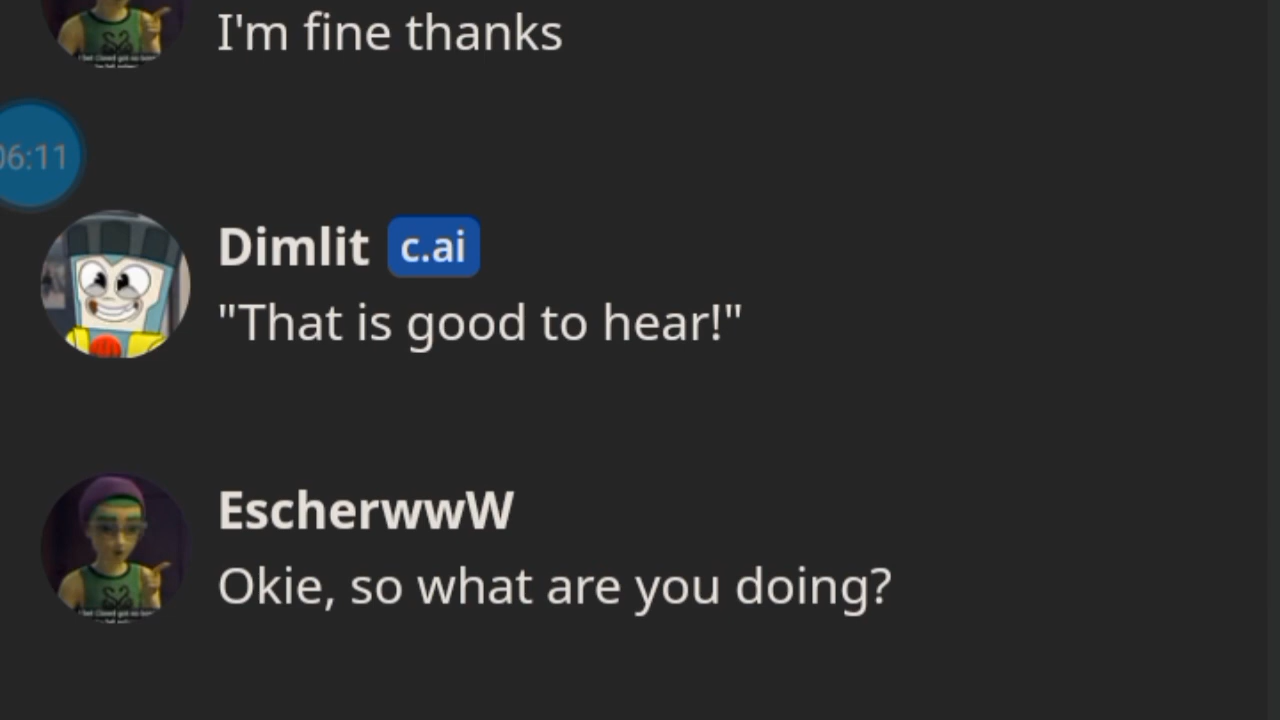 I'm fine thanks
06:11
Dimlit c.ai
"That is good to hear!"
EscherwwW
Okie, so what are you doing?